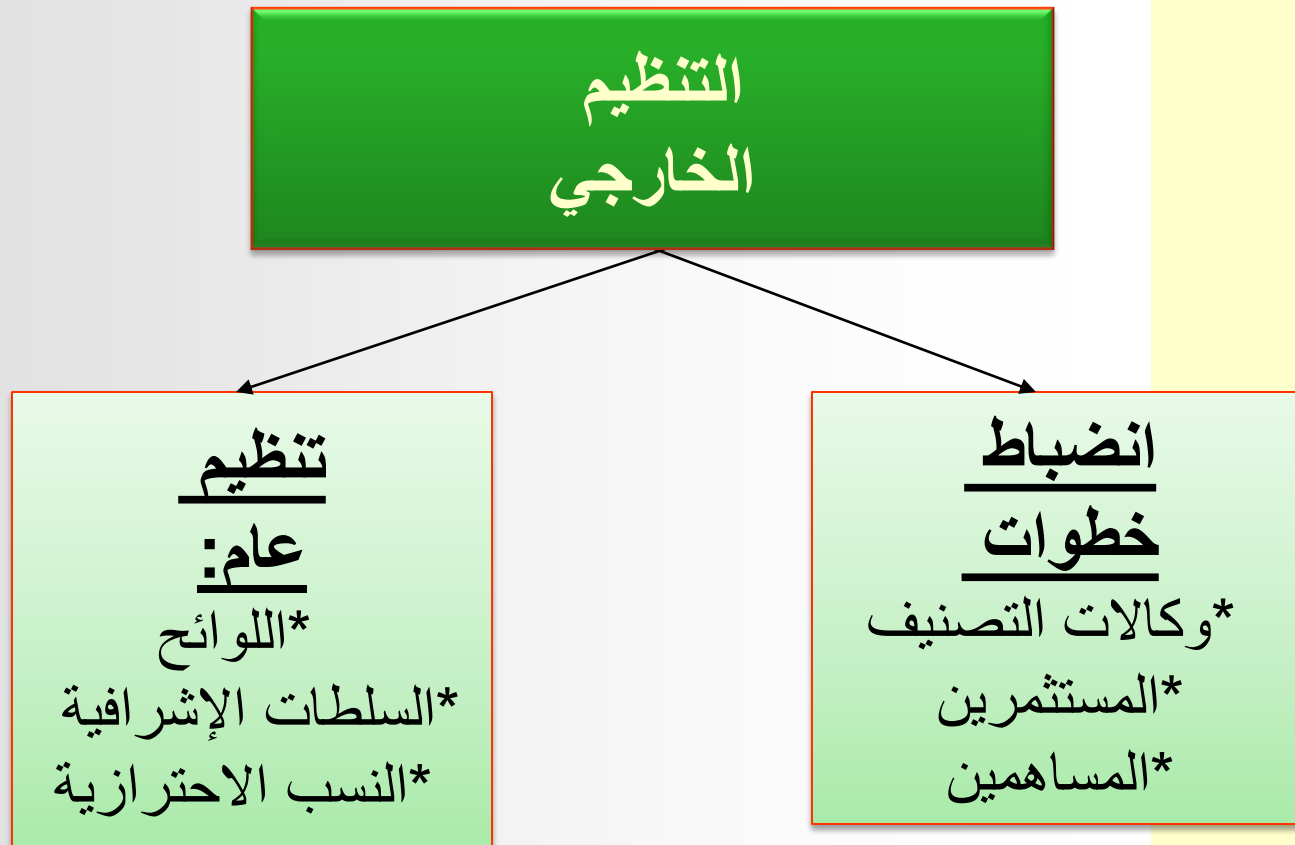 التنظيم
الخارجي
انضباط
خطوات
*وكالات التصنيف
*المستثمرين
*المساهمين
تنظيم
عام:
*اللوائح
*السلطات الإشرافية
*النسب الاحترازية